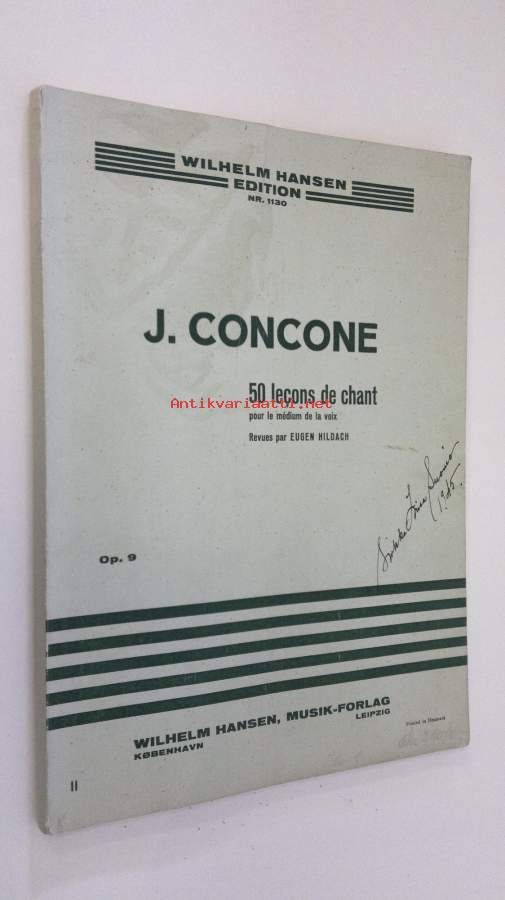 WILHELM HANSEN
EDITION
NR. 1130
J. CONCONE
50 leçons de chant
Antikvariaatti.net
pour le médium de la voix
Revues par EUGEN HILDACH
1945.
Op. 9
WILHELM HANSEN, MUSIK-FORLAG
KØBENHAVN LEIPZIG
Printed in Denmark
II